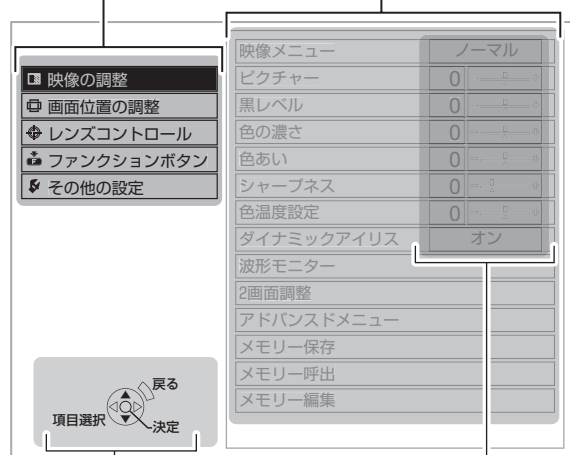 映像の調整
画面位置の調整
レンズコントロール
ファンクションボタン
その他の設定
映像メニュー ノーマル
ピクチャー 0
黒レベル 0
色の濃さ 0
色あい 0
シャープネス 0
色温度設定 0
ダイナミックアイリス オン
波形モニター
2画面調整
アドバンスドメニュー
メモリー保存
メモリー呼出
メモリー編集
戻る
項目選択
決定